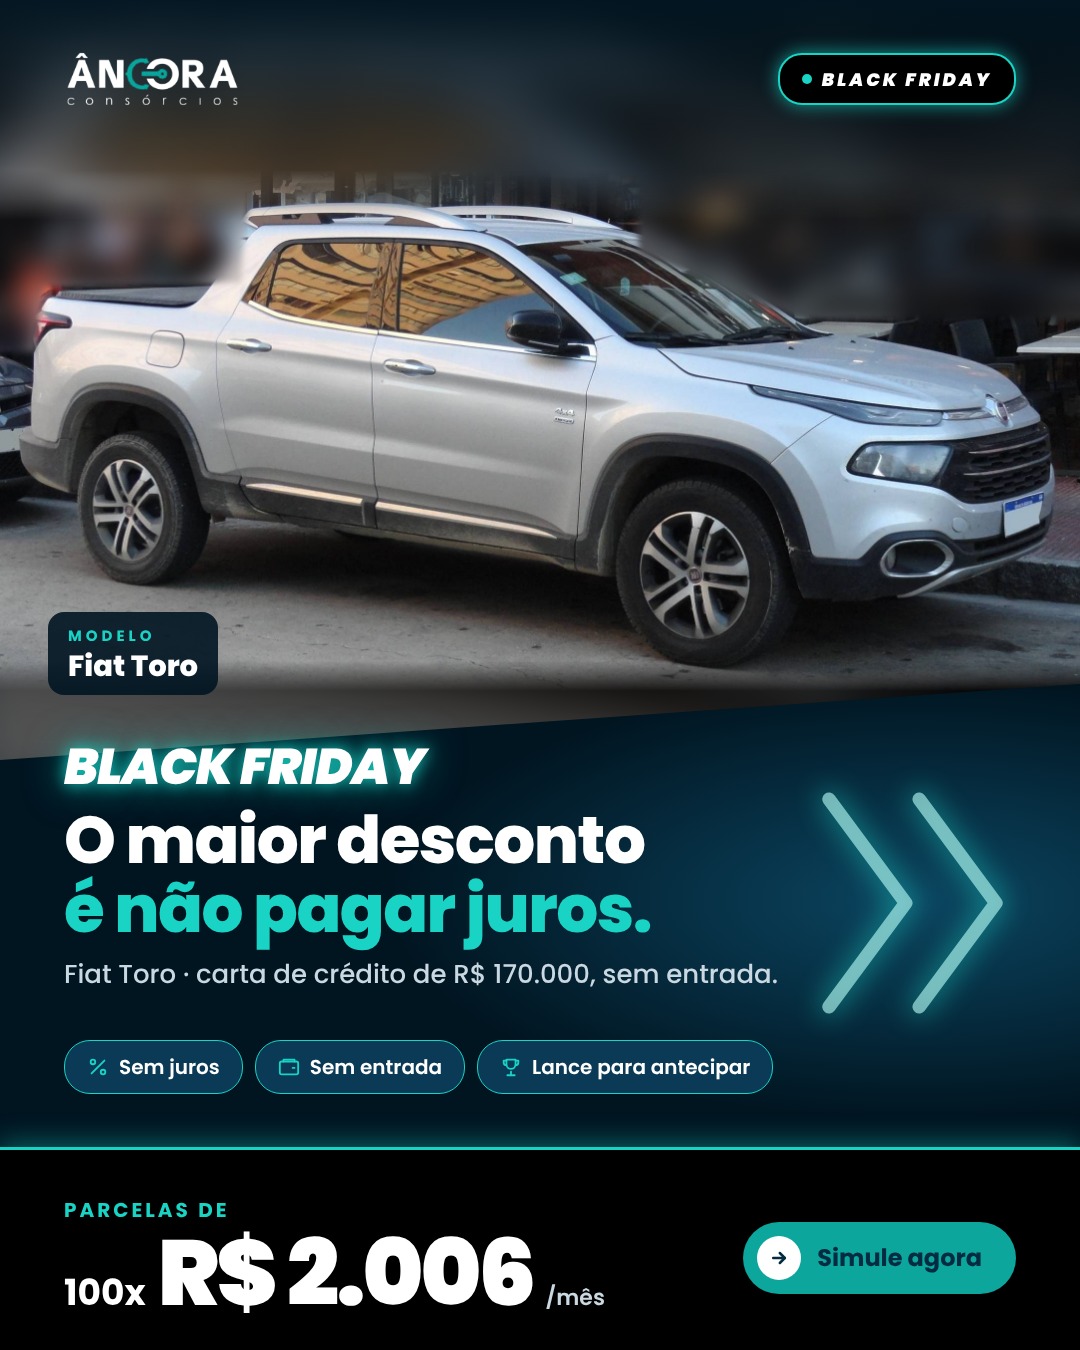 ÂNCORA
consórcios
BLACK FRIDAY
MODELO
Fiat Toro
BLACK FRIDAY
O maior desconto
é não pagar juros.
Fiat Toro · carta de crédito de R$ 170.000, sem entrada.
Sem juros
Sem entrada
Lance para antecipar
PARCELAS DE
100x R$ 2.006 /mês
Simule agora